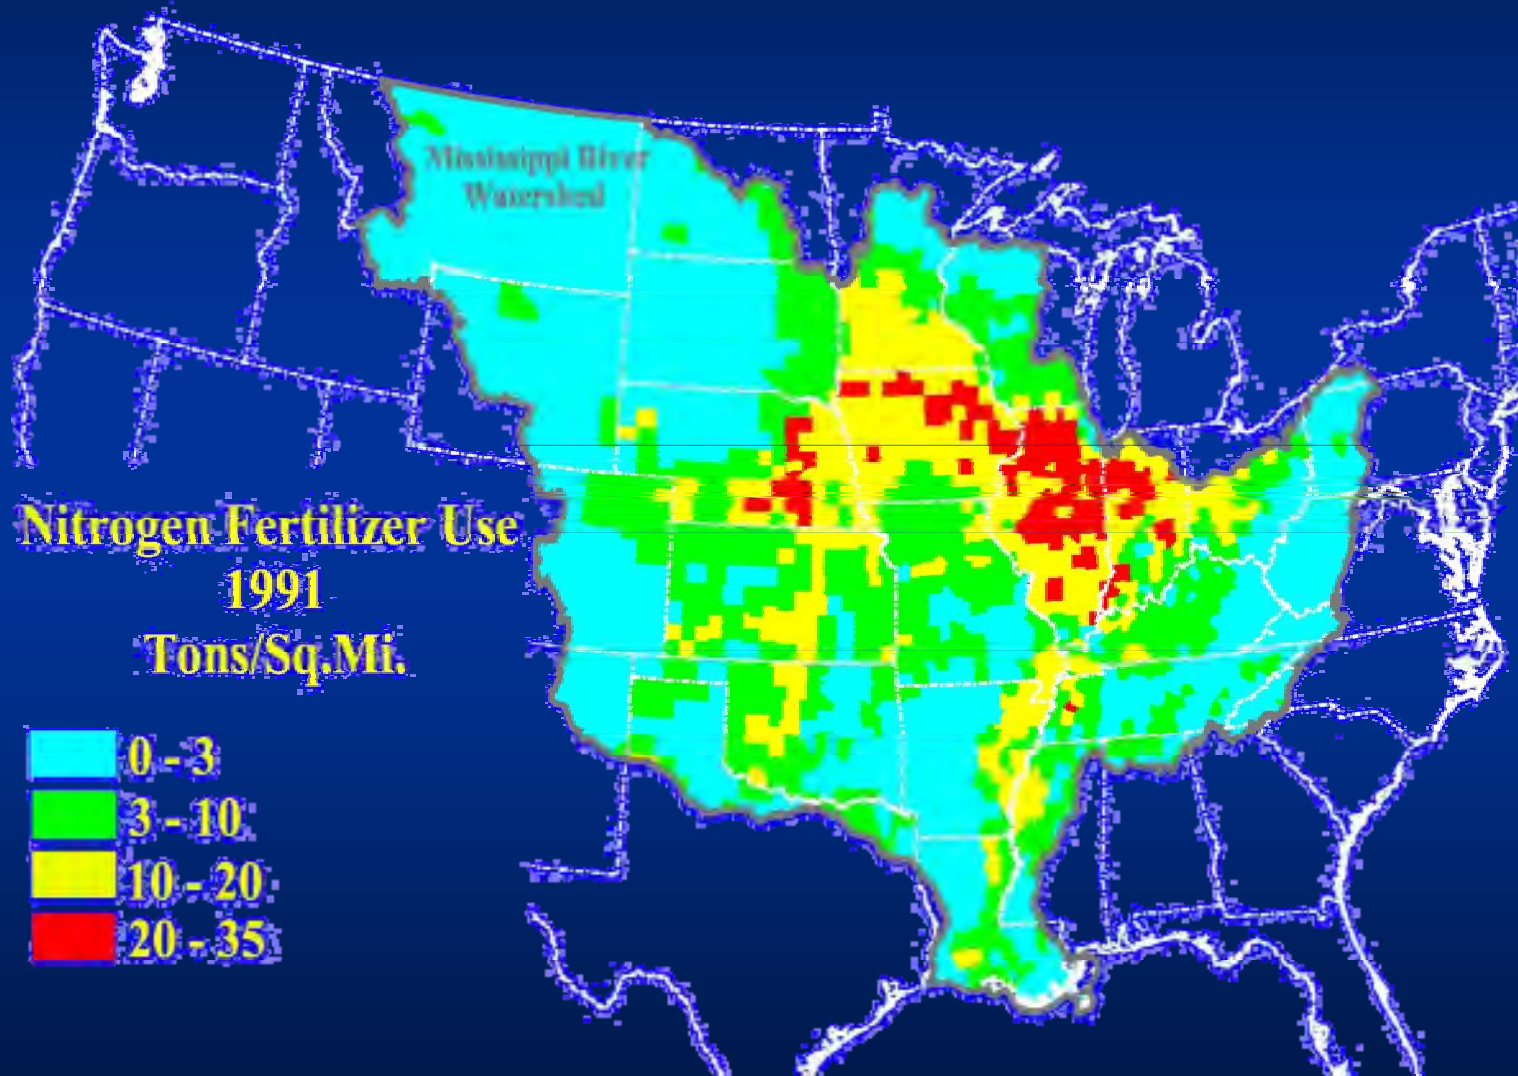 Mississippi River
Watershed
Nitrogen Fertilizer Use
1991
Tons/Sq.Mi.
0 - 3
3 - 10
10 - 20
20 - 35